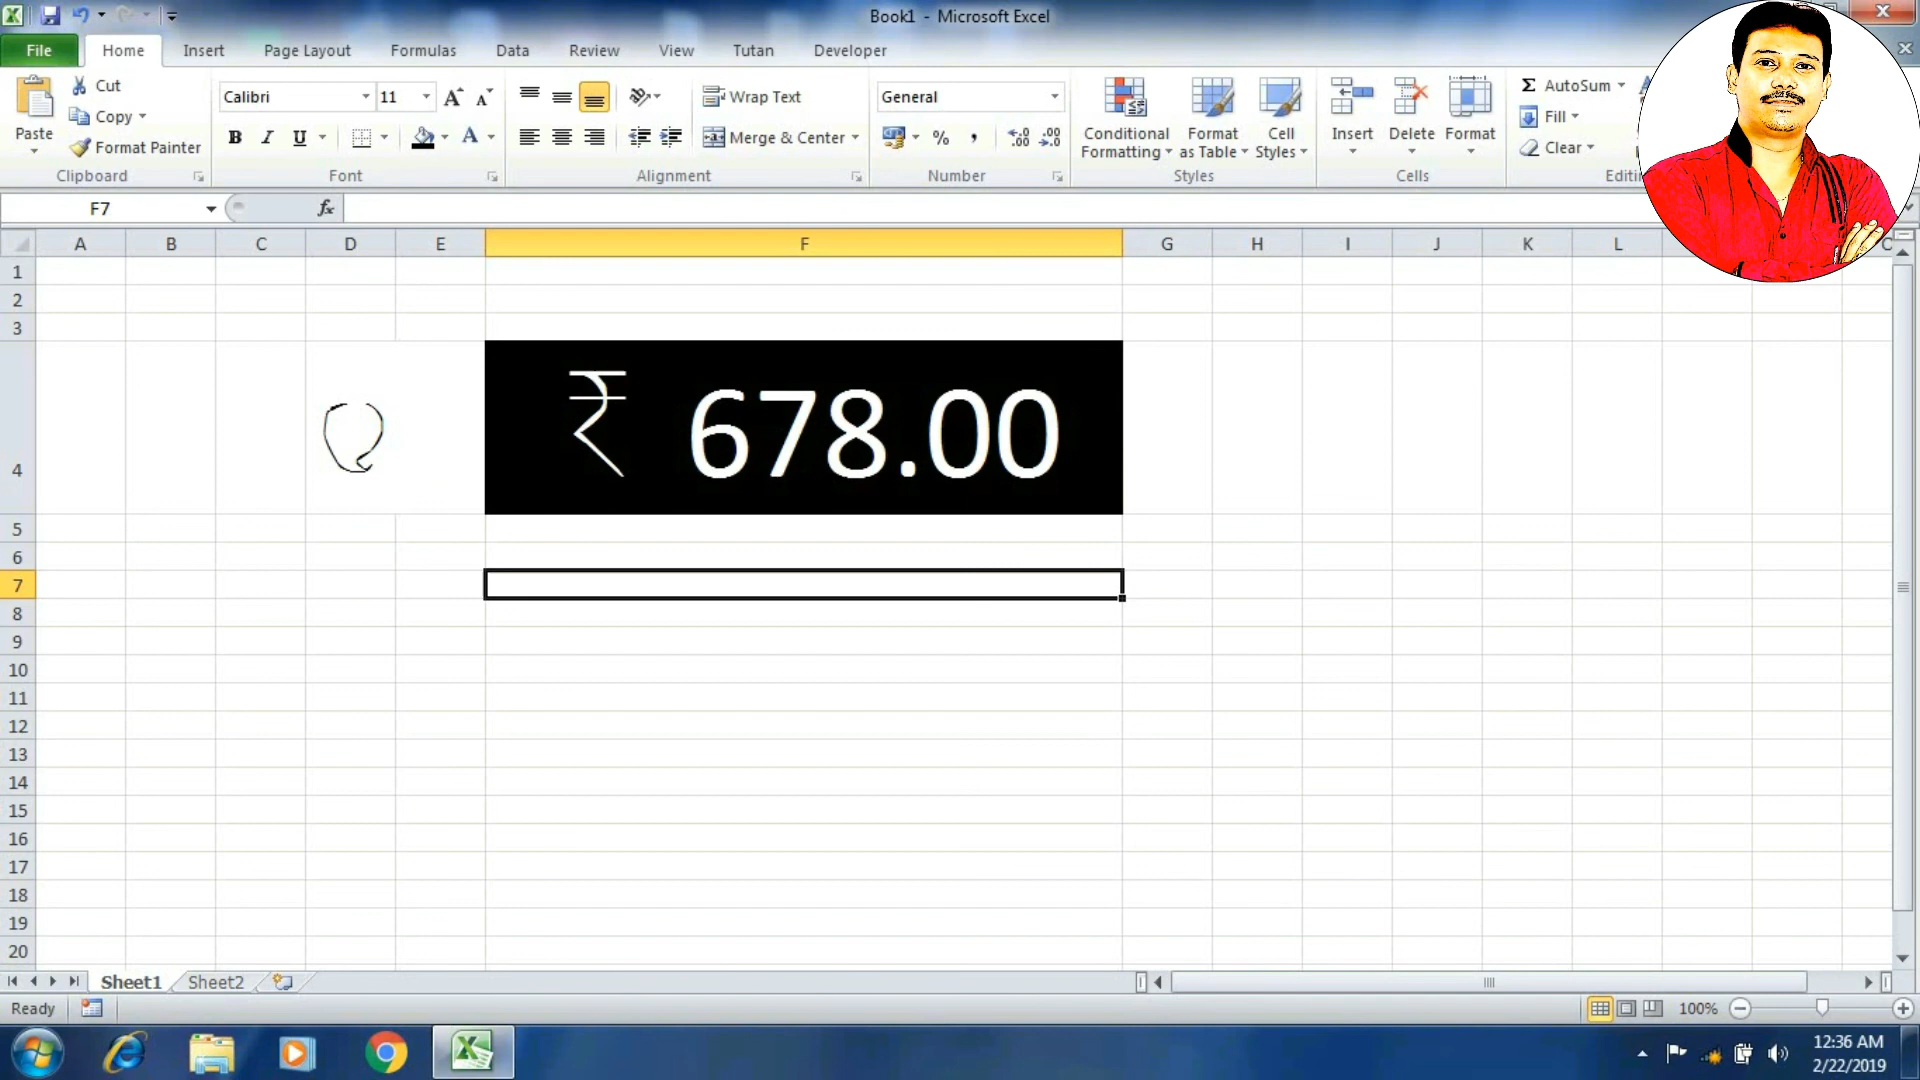 Book1 - Microsoft Excel
File Home Insert Page Layout Formulas Data Review View Tutan Developer
Paste
Cut
Copy
Format Painter
Clipboard
Calibri 11
B I U
Font
Wrap Text
Merge & Center
Alignment
General
% ,
Number
Conditional Formatting
Format as Table
Cell Styles
Styles
Insert Delete Format
Cells
Σ AutoSum
Fill
Clear
F7 fx
A B C D E F G H I J K L
1
2
3
4 ₹ 678.00
5
6
7
8
9
10
11
12
13
14
15
16
17
18
19
20
Sheet1 Sheet2
Ready 100%
12:36 AM
2/22/2019